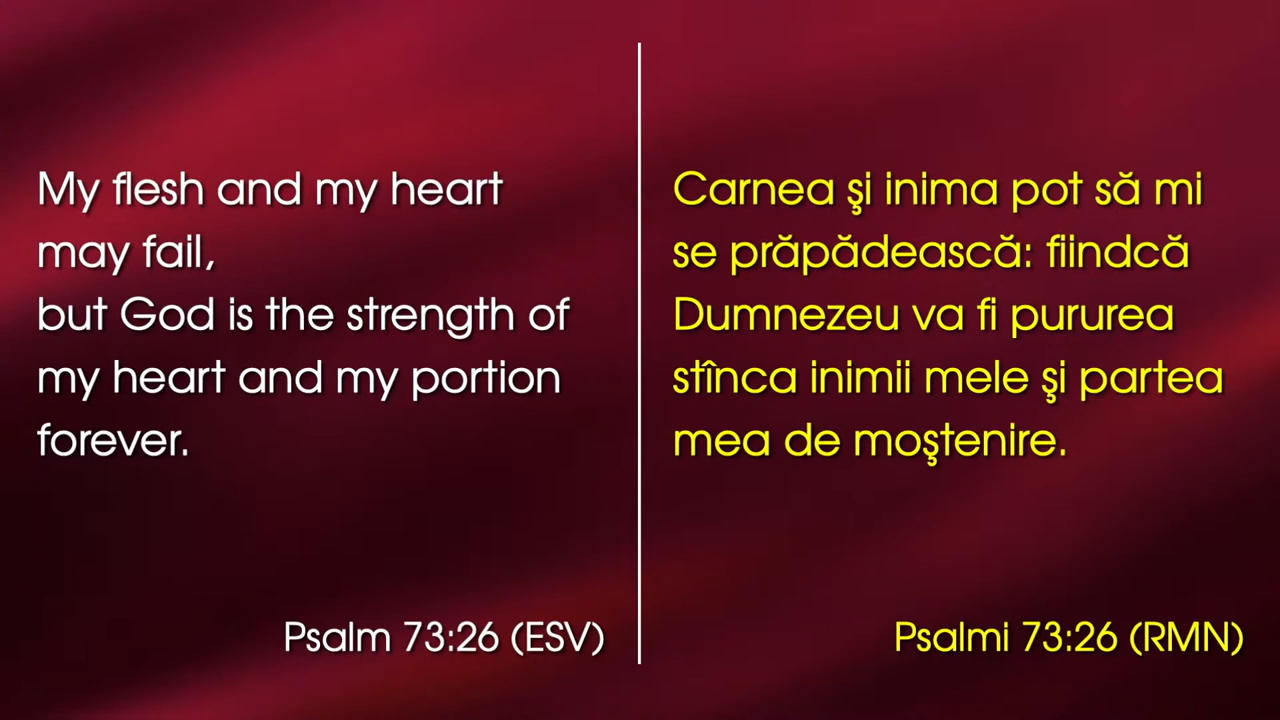 My flesh and my heart
may fail,
but God is the strength of
my heart and my portion
forever.
Psalm 73:26 (ESV)
Carnea şi inima pot să mi
se prăpădească: fiindcă
Dumnezeu va fi pururea
stînca inimii mele şi partea
mea de moştenire.
Psalmi 73:26 (RMN)